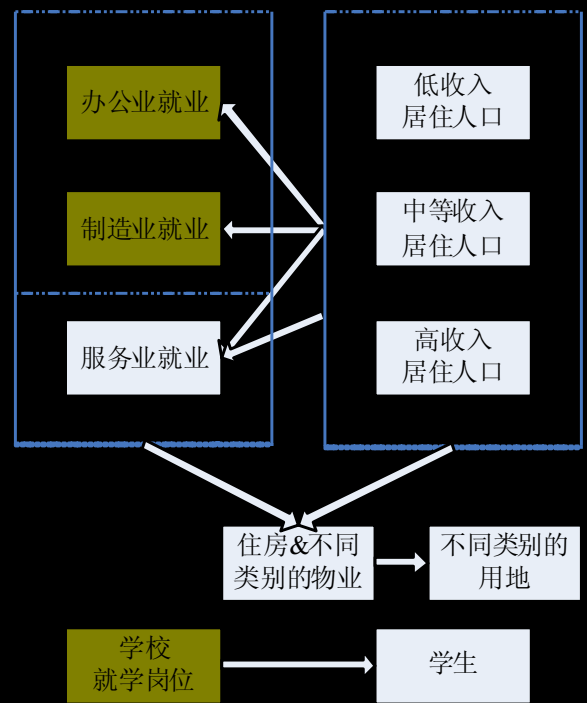 办公业就业
低收入
居住人口
制造业就业
中等收入
居住人口
服务业就业
高收入
居住人口
住房&不同
类别的物业
不同类别的
用地
学校
就学岗位
学生